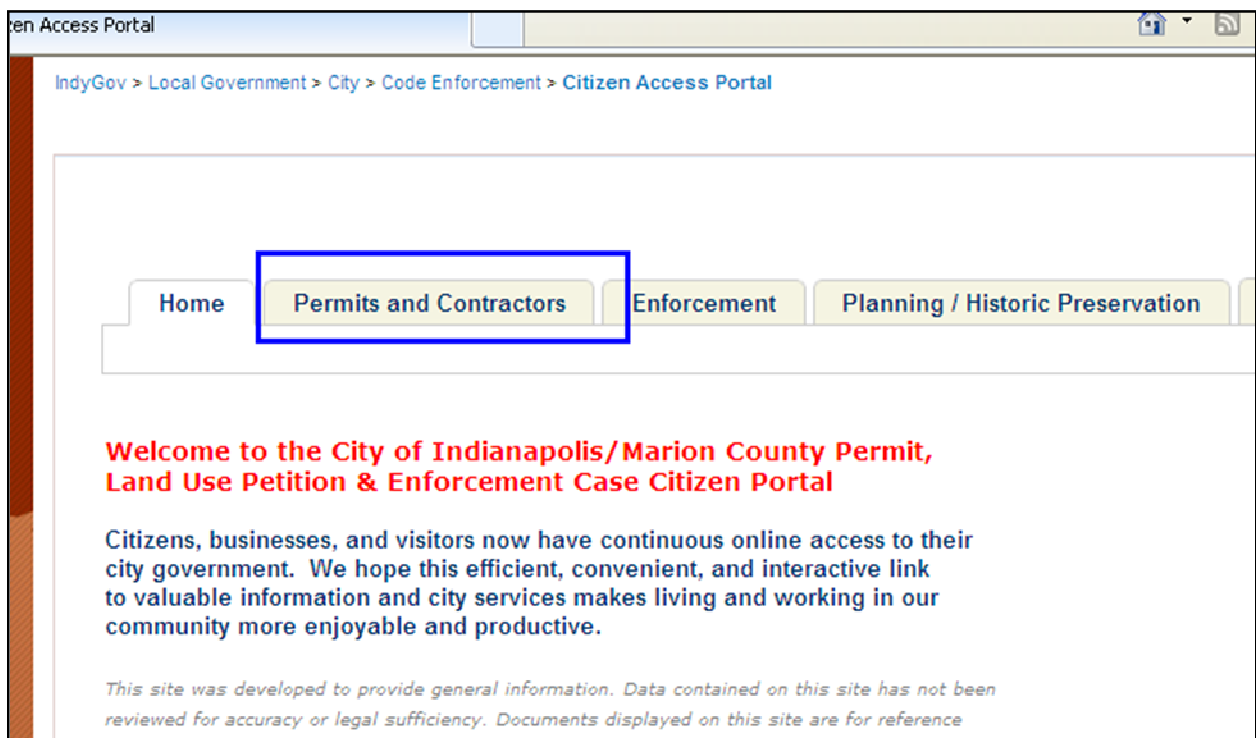 zen Access Portal
IndyGov > Local Government > City > Code Enforcement > Citizen Access Portal
Home Permits and Contractors Enforcement Planning / Historic Preservation
Welcome to the City of Indianapolis/Marion County Permit,
Land Use Petition & Enforcement Case Citizen Portal
Citizens, businesses, and visitors now have continuous online access to their
city government.  We hope this efficient, convenient, and interactive link
to valuable information and city services makes living and working in our
community more enjoyable and productive.
This site was developed to provide general information. Data contained on this site has not been
reviewed for accuracy or legal sufficiency. Documents displayed on this site are for reference